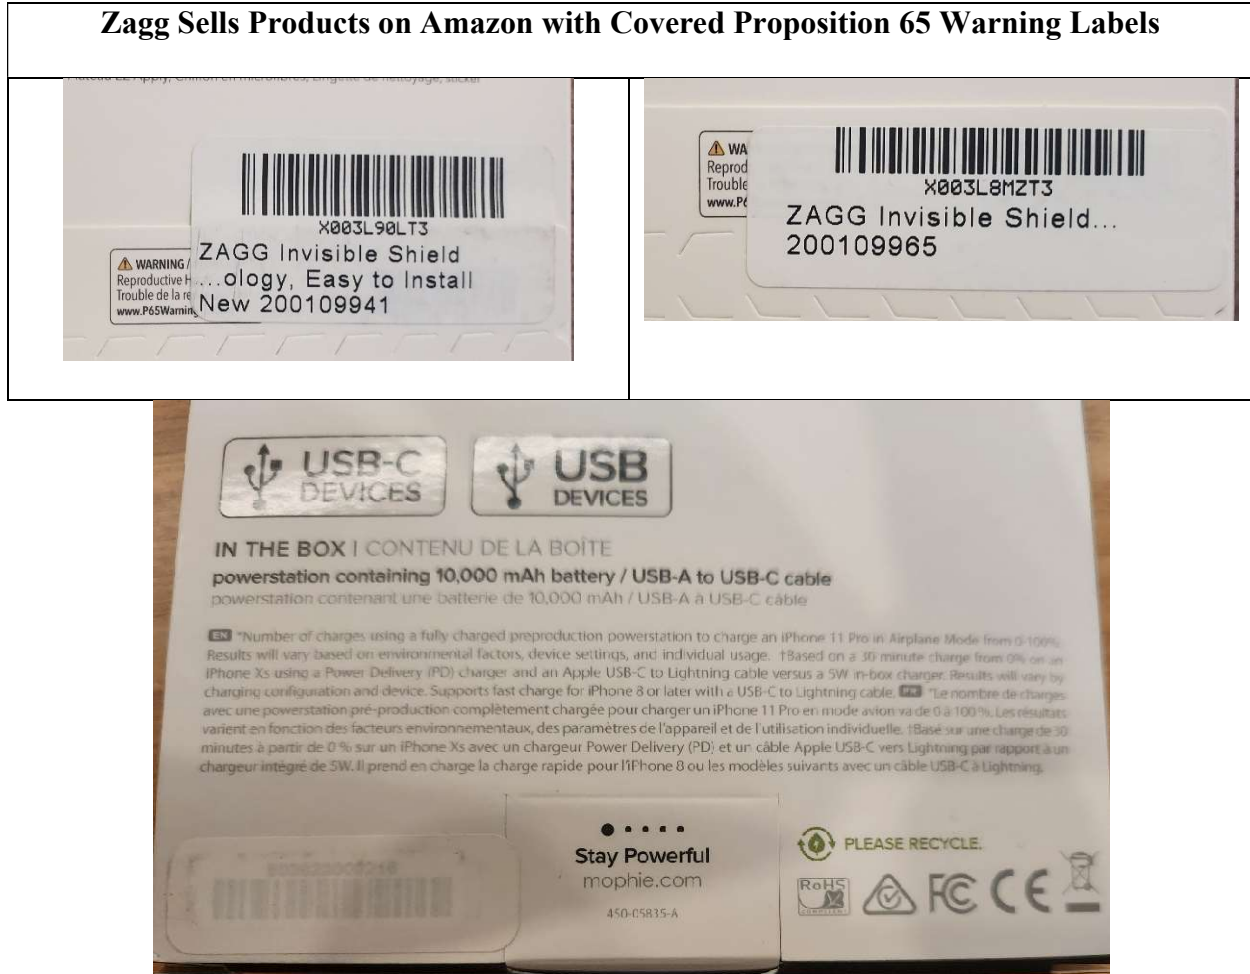 Zagg Sells Products on Amazon with Covered Proposition 65 Warning Labels
X003L90LT3
ZAGG Invisible Shield
...ology, Easy to Install
New 200109941
WARNING /
Reproductive H
Trouble de la re
www.P65Warning
X003L8MZT3
ZAGG Invisible Shield...
200109965
WA
Reprod
Trouble
www.P6
USB-C
DEVICES
USB
DEVICES
IN THE BOX | CONTENU DE LA BOÎTE
powerstation containing 10,000 mAh battery / USB-A to USB-C cable
powerstation contenant une batterie de 10,000 mAh / USB-A à USB-C câble
EN *Number of charges using a fully charged preproduction powerstation to charge an iPhone 11 Pro in Airplane Mode from 0-100%.
Results will vary based on environmental factors, device settings, and individual usage. †Based on a 30 minute charge from 0% on an
iPhone Xs using a Power Delivery (PD) charger and an Apple USB-C to Lightning cable versus a 5W in-box charger. Results will vary by
charging configuration and device. Supports fast charge for iPhone 8 or later with a USB-C to Lightning cable. FR *Le nombre de charges
avec une powerstation pré-production complètement chargée pour charger un iPhone 11 Pro en mode avion va de 0 à 100 %. Les résultats
varient en fonction des facteurs environnementaux, des paramètres de l'appareil et de l'utilisation individuelle. †Basé sur une charge de 30
minutes à partir de 0 % sur un iPhone Xs avec un chargeur Power Delivery (PD) et un câble Apple USB-C vers Lightning par rapport à un
chargeur intégré de 5W. Il prend en charge la charge rapide pour l'iPhone 8 ou les modèles suivants avec un câble USB-C à Lightning.
Stay Powerful
mophie.com
450-05835-A
PLEASE RECYCLE.
RoHS
COMPLIANT
FC CE